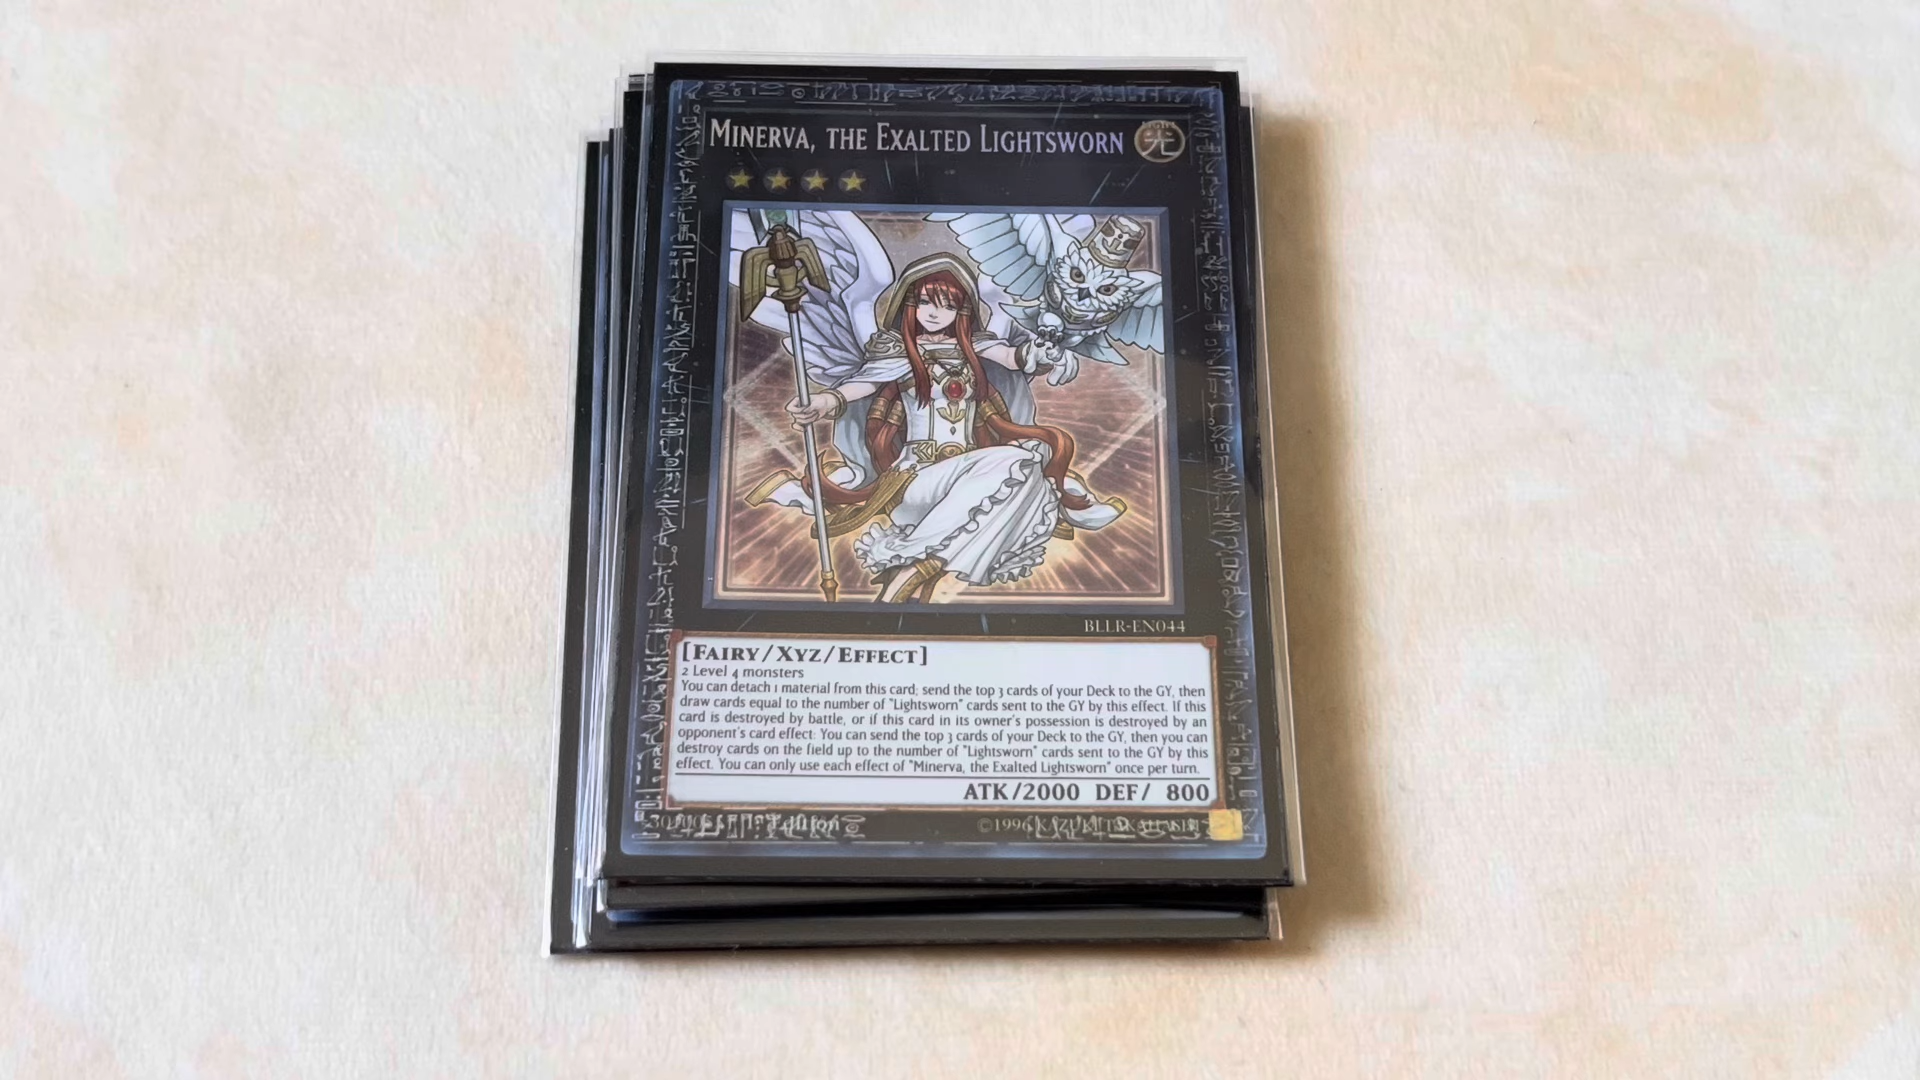 MINERVA, THE EXALTED LIGHTSWORN
光
BLLR-EN044
[FAIRY/XYZ/EFFECT]
2 Level 4 monsters
You can detach 1 material from this card; send the top 3 cards of your Deck to the GY, then
draw cards equal to the number of "Lightsworn" cards sent to the GY by this effect. If this
card is destroyed by battle, or if this card in its owner's possession is destroyed by an
opponent's card effect: You can send the top 3 cards of your Deck to the GY, then you can
destroy cards on the field up to the number of "Lightsworn" cards sent to the GY by this
effect. You can only use each effect of "Minerva, the Exalted Lightsworn" once per turn.
ATK/2000 DEF/ 800
Edition ©1996 KAZUKI TAKAHASHI